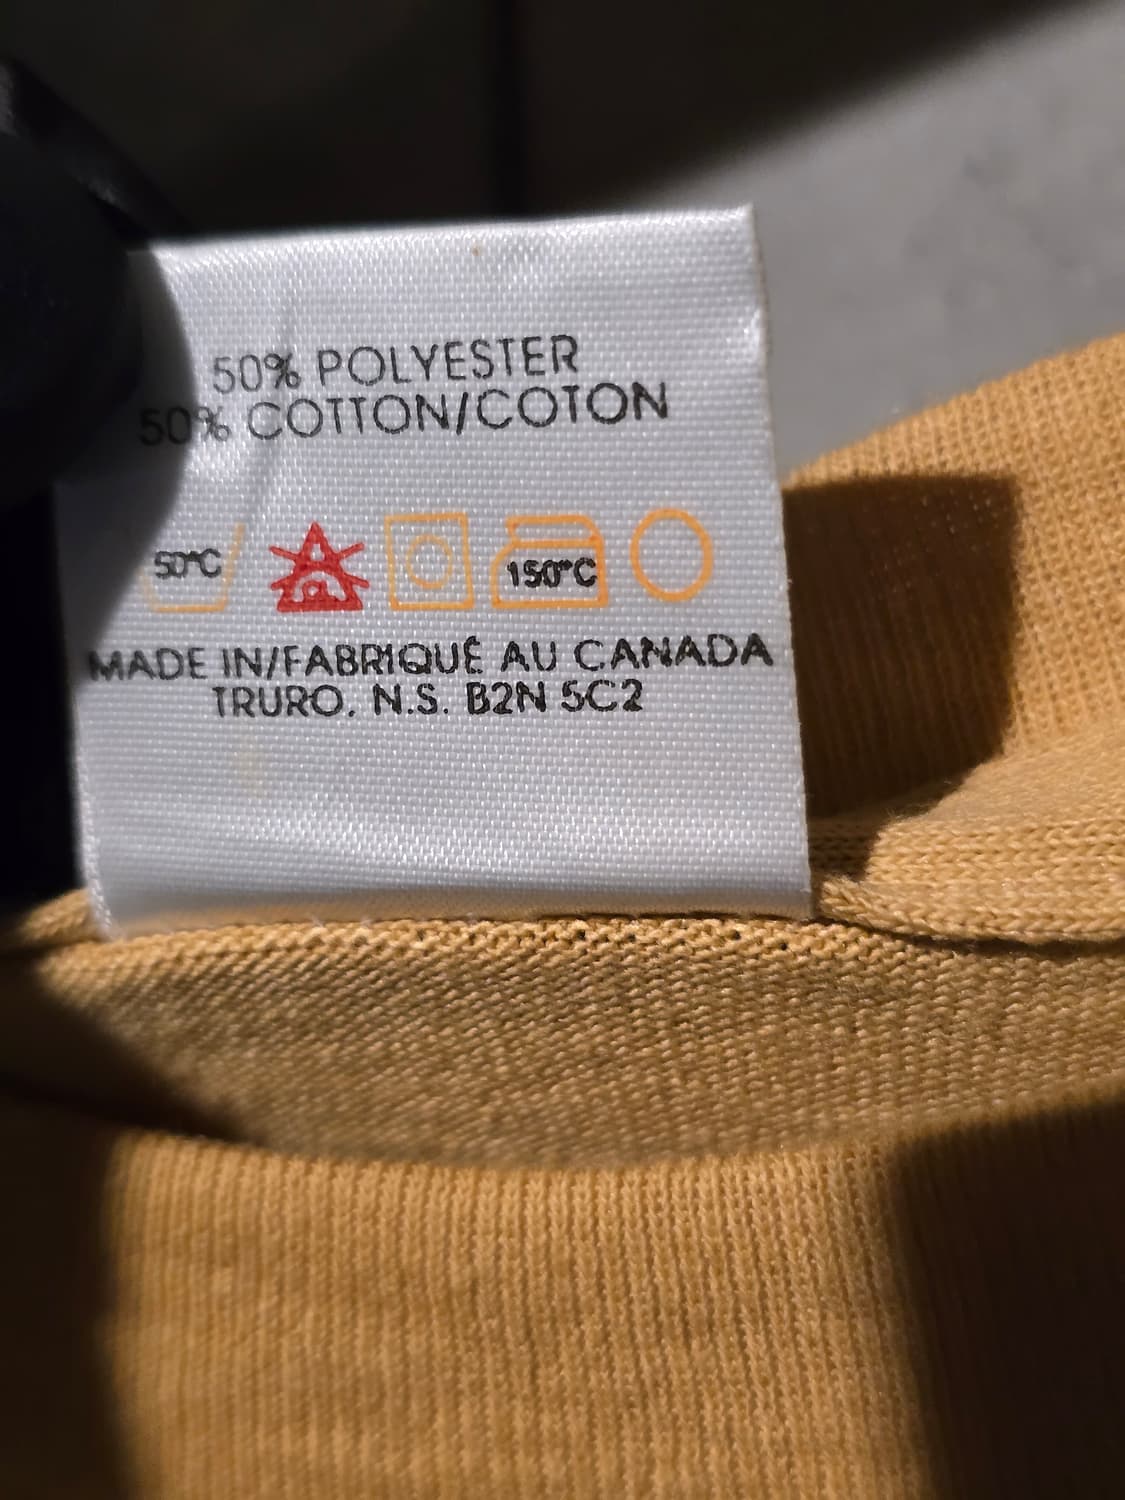 50% POLYESTER
50% COTTON/COTON
50°C
150°C
MADE IN/FABRIQUÉ AU CANADA
TRURO, N.S. B2N 5C2